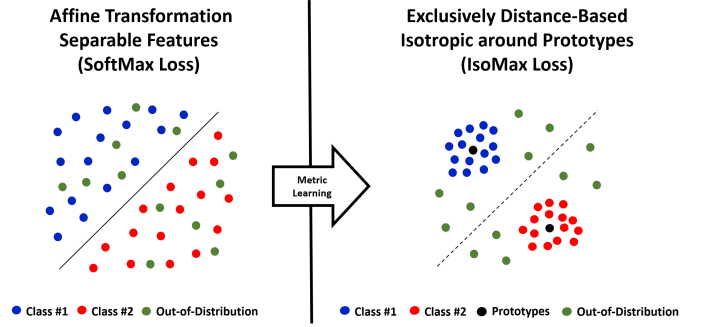 Affine Transformation
Separable Features
(SoftMax Loss)
Exclusively Distance-Based
Isotropic around Prototypes
(IsoMax Loss)
Metric
Learning
Class #1 Class #2 Out-of-Distribution
Class #1 Class #2 Prototypes Out-of-Distribution